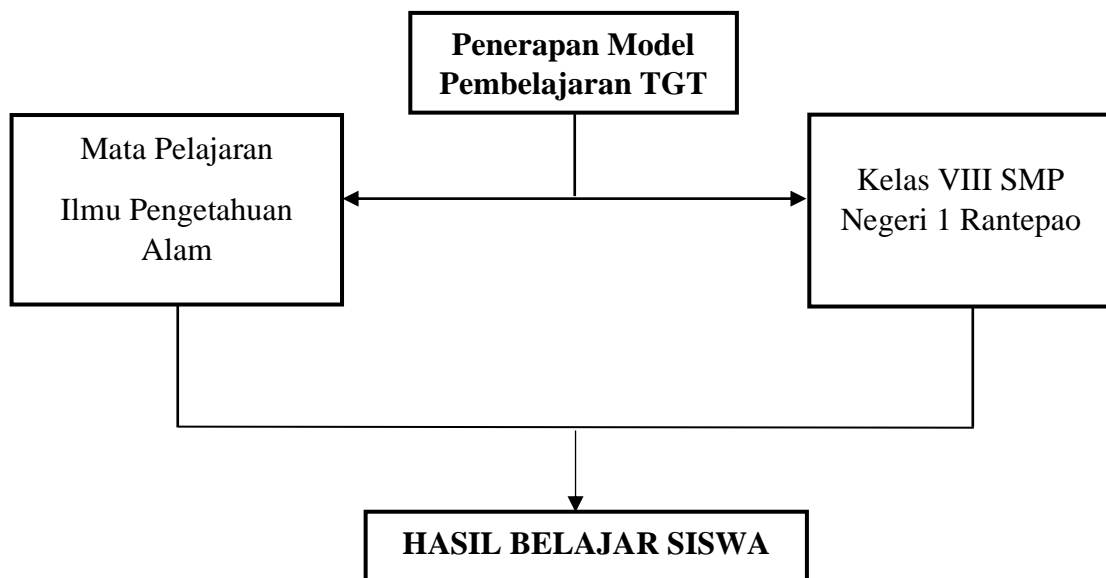 Penerapan Model
Pembelajaran TGT
Mata Pelajaran
Ilmu Pengetahuan
Alam
Kelas VIII SMP
Negeri 1 Rantepao
HASIL BELAJAR SISWA